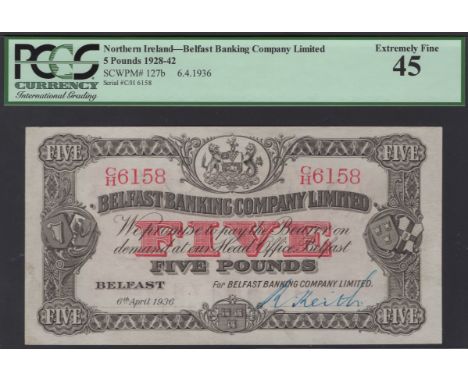 PCGS
CURRENCY
International Grading
Northern Ireland—Belfast Banking Company Limited
5 Pounds 1928-42
SCWPM# 127b 6.4.1936
Serial #C/H 6158
Extremely Fine
45
FIVE FIVE
C/H 6158 C/H 6158
BELFAST BANKING COMPANY LIMITED
We promise to pay the Bearer on
FIVE
demand at our Head Office Belfast
FIVE POUNDS
BELFAST For BELFAST BANKING COMPANY LIMITED.
6th April 1936
FIVE FIVE